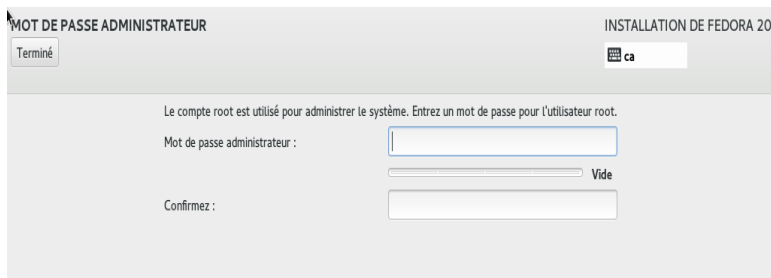 MOT DE PASSE ADMINISTRATEUR
INSTALLATION DE FEDORA 20
Terminé
ca
Le compte root est utilisé pour administrer le système. Entrez un mot de passe pour l'utilisateur root.
Mot de passe administrateur :
Vide
Confirmez :